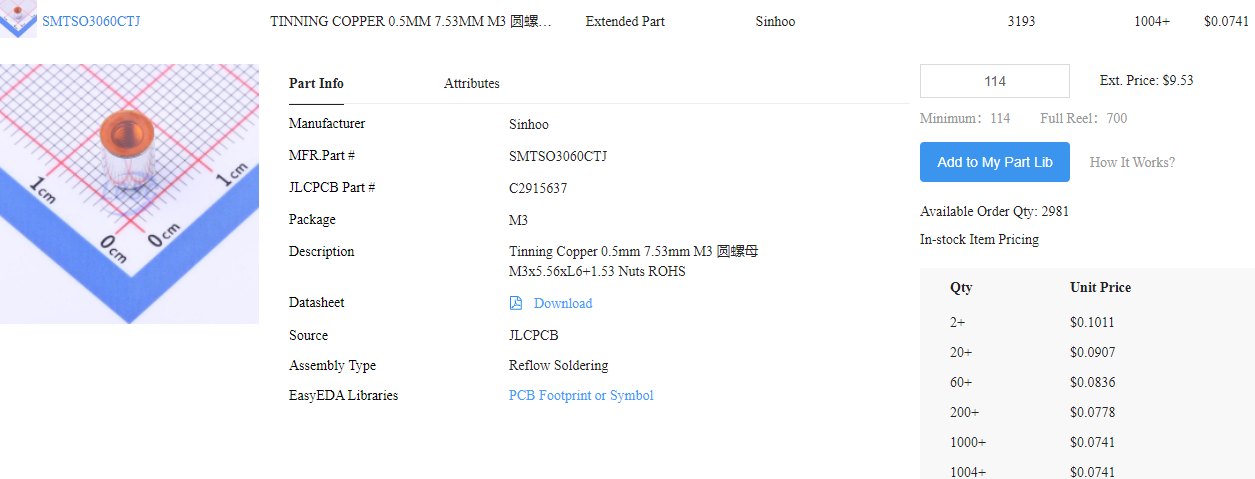 SMTSO3060CTJ TINNING COPPER 0.5MM 7.53MM M3 圆螺… Extended Part Sinhoo 3193 1004+ $0.0741
Part Info Attributes
Manufacturer Sinhoo
MFR.Part # SMTSO3060CTJ
JLCPCB Part # C2915637
Package M3
Description Tinning Copper 0.5mm 7.53mm M3 圆螺母
M3x5.56xL6+1.53 Nuts ROHS
Datasheet Download
Source JLCPCB
Assembly Type Reflow Soldering
EasyEDA Libraries PCB Footprint or Symbol
1cm
1cm
0cm
0cm
114 Ext. Price: $9.53
Minimum：114 Full Reel：700
Add to My Part Lib How It Works?
Available Order Qty: 2981
In-stock Item Pricing
Qty Unit Price
2+ $0.1011
20+ $0.0907
60+ $0.0836
200+ $0.0778
1000+ $0.0741
1004+ $0.0741